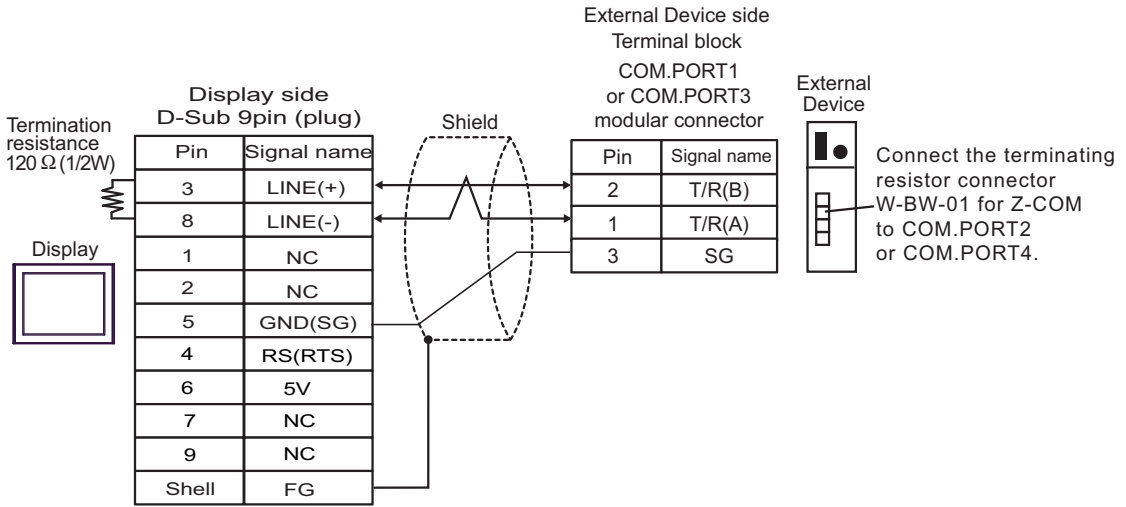 External Device side
Terminal block
COM.PORT1
or COM.PORT3
modular connector
External
Device
Display side
D-Sub 9pin (plug)
Shield
Termination
resistance
120 Ω (1/2W)
Pin Signal name
3 LINE(+)
8 LINE(-)
1 NC
2 NC
5 GND(SG)
4 RS(RTS)
6 5V
7 NC
9 NC
Shell FG
Pin Signal name
2 T/R(B)
1 T/R(A)
3 SG
Connect the terminating
resistor connector
W-BW-01 for Z-COM
to COM.PORT2
or COM.PORT4.
Display